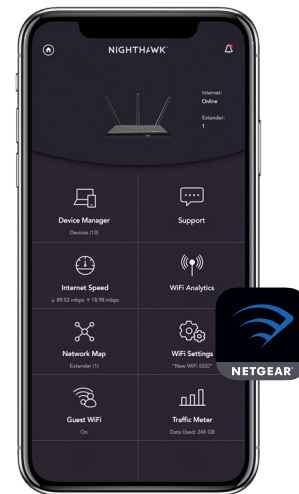 NIGHTHAWK
Internet:
Online
Extender:
1
Device Manager
Devices (13)
Support
Internet Speed
↓ 89.52 mbps ↑ 18.98 mbps
WiFi Analytics
Network Map
Extender (1)
WiFi Settings
"New WiFi SSID"
Guest WiFi
On
Traffic Meter
Data Used: 245 GB
NETGEAR®